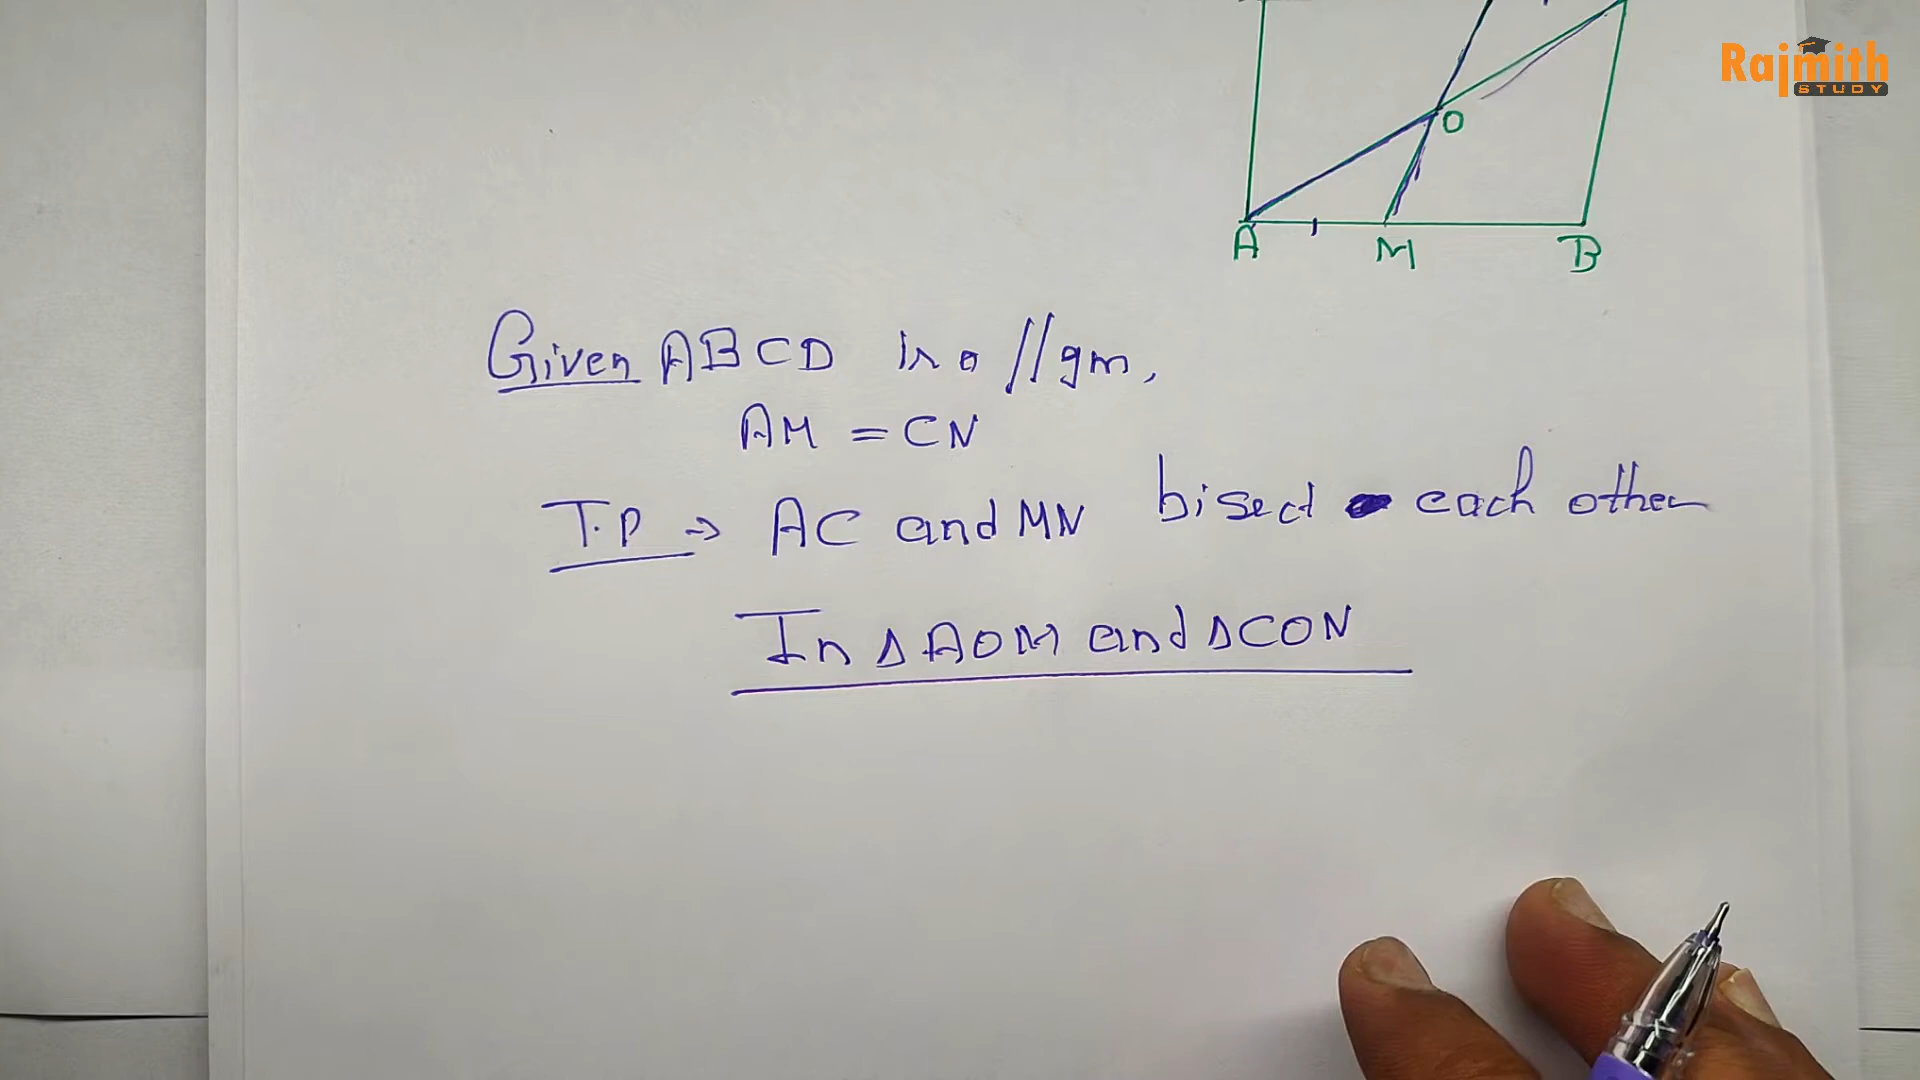 Rajmith
STUDY
O
A M B
Given ABCD is a //gm,
AM = CN
T.P → AC and MN bisect each other
In Δ AOM and Δ CON